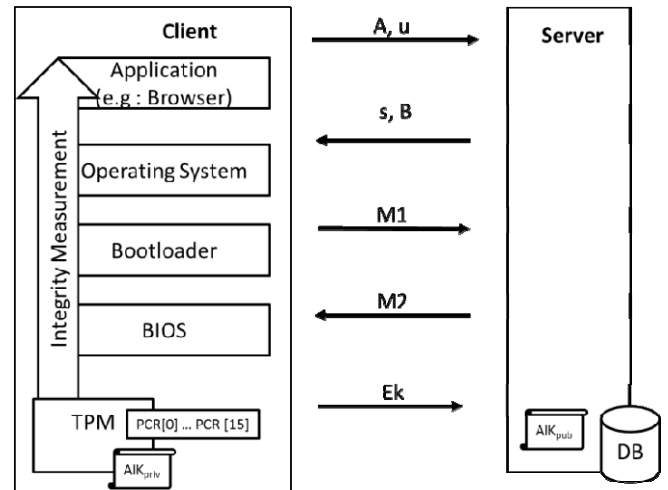 Client
Application
(e.g : Browser)
Operating System
Bootloader
BIOS
Integrity Measurement
TPM
PCR[0] ... PCR [15]
AIKpriv
A, u
s, B
M1
M2
Ek
Server
AIKpub
DB